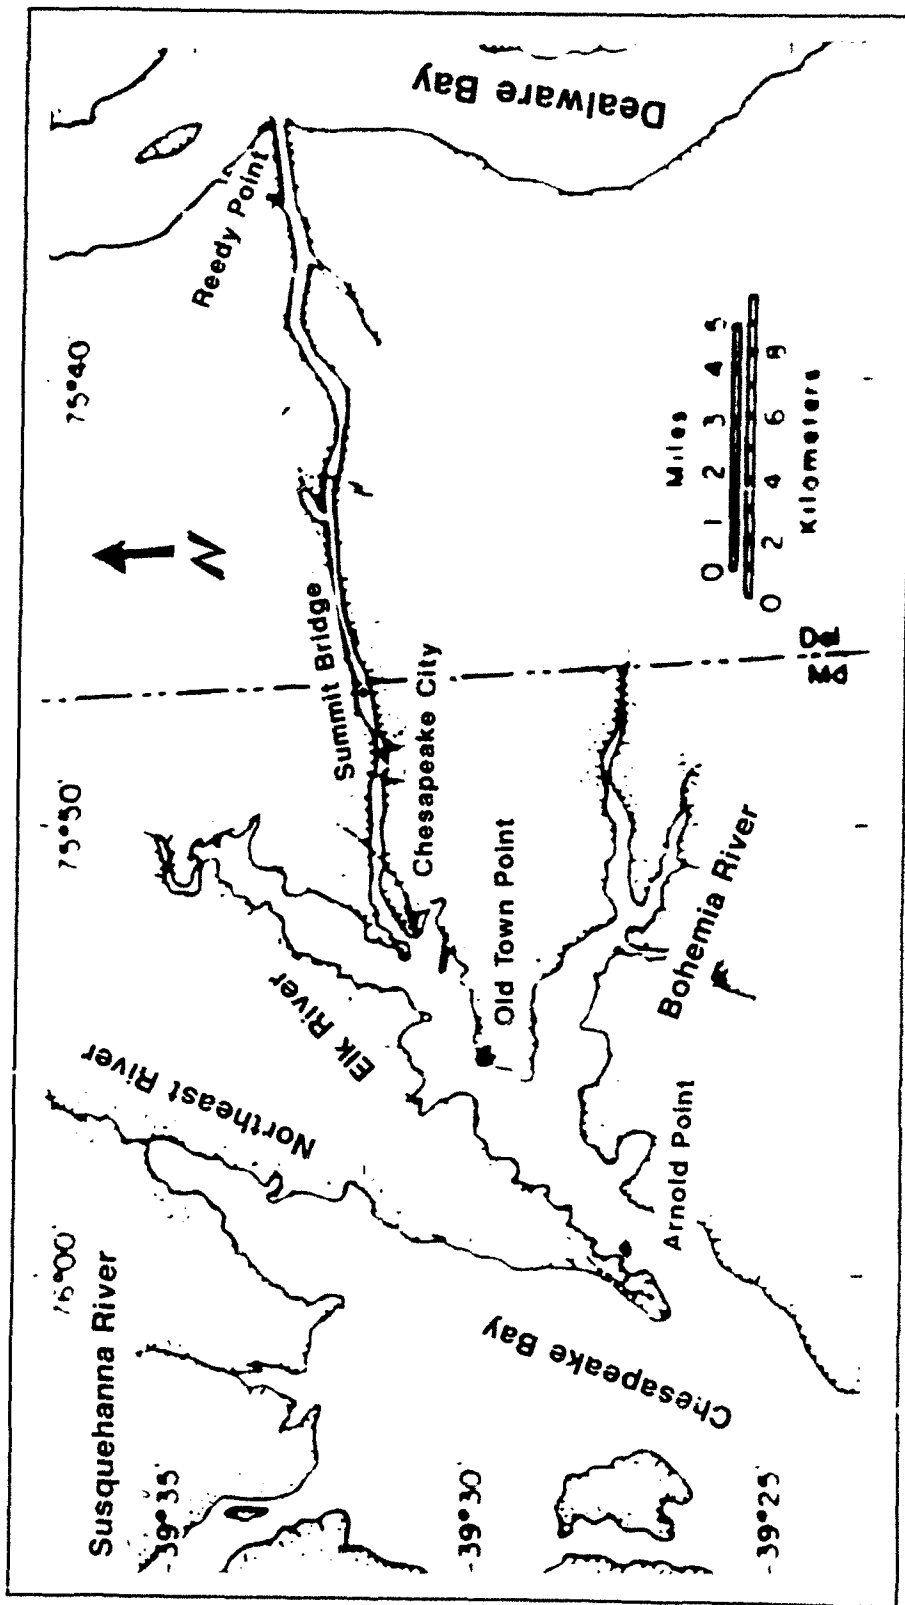 Susquehanna River
76°00'
75°50'
75°40'
Northeast River
Elk River
N
Reedy Point
Dealware Bay
Summit Bridge
Chesapeake City
Old Town Point
Bohemia River
Arnold Point
Chesapeake Bay
39°35'
39°30'
39°25'
Del
Md
Miles
0 1 2 3 4 5
0 2 4 6 8
Kilometers